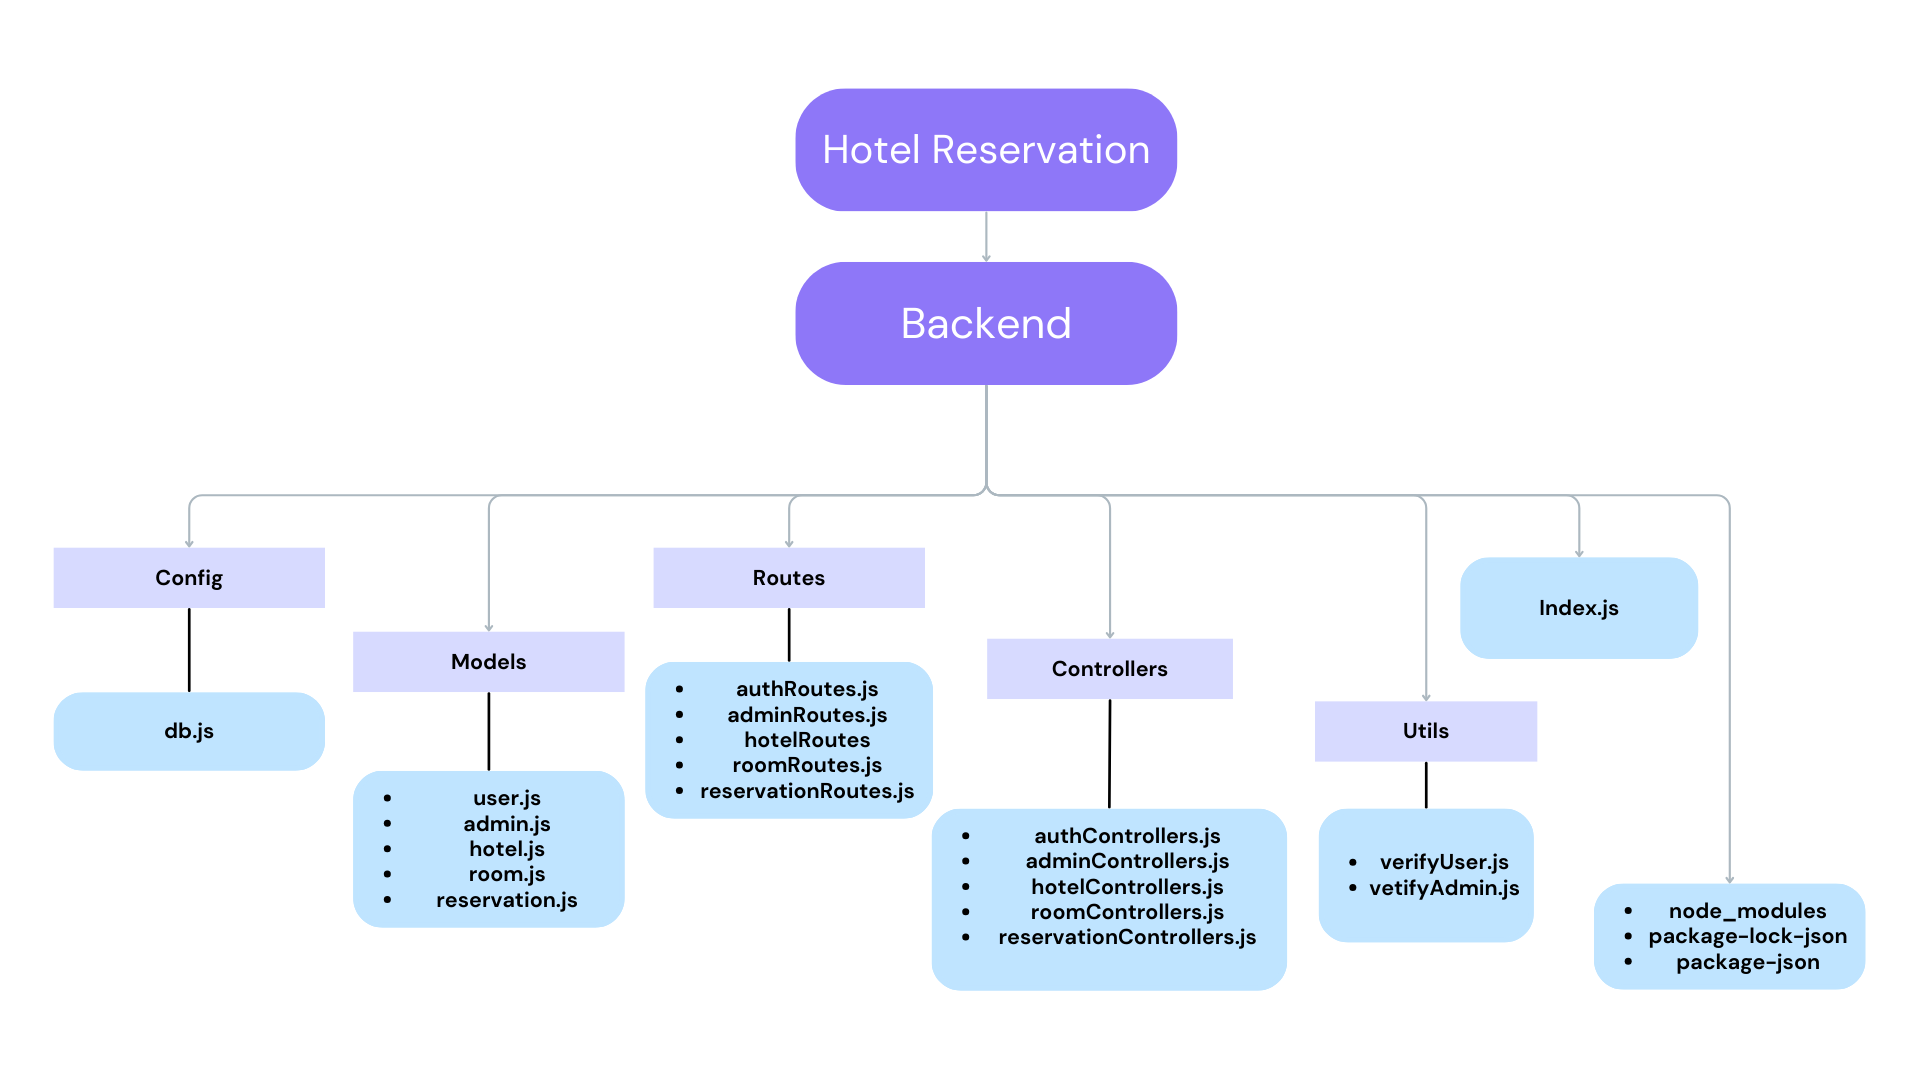 Hotel Reservation
Backend
Config
db.js
Models
• user.js
• admin.js
• hotel.js
• room.js
• reservation.js
Routes
• authRoutes.js
• adminRoutes.js
• hotelRoutes
• roomRoutes.js
• reservationRoutes.js
Controllers
• authControllers.js
• adminControllers.js
• hotelControllers.js
• roomControllers.js
• reservationControllers.js
Utils
• verifyUser.js
• vetifyAdmin.js
Index.js
• node_modules
• package-lock-json
• package-json